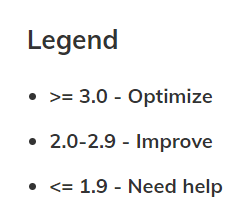 Legend
• >= 3.0 - Optimize
• 2.0-2.9 - Improve
• <= 1.9 - Need help